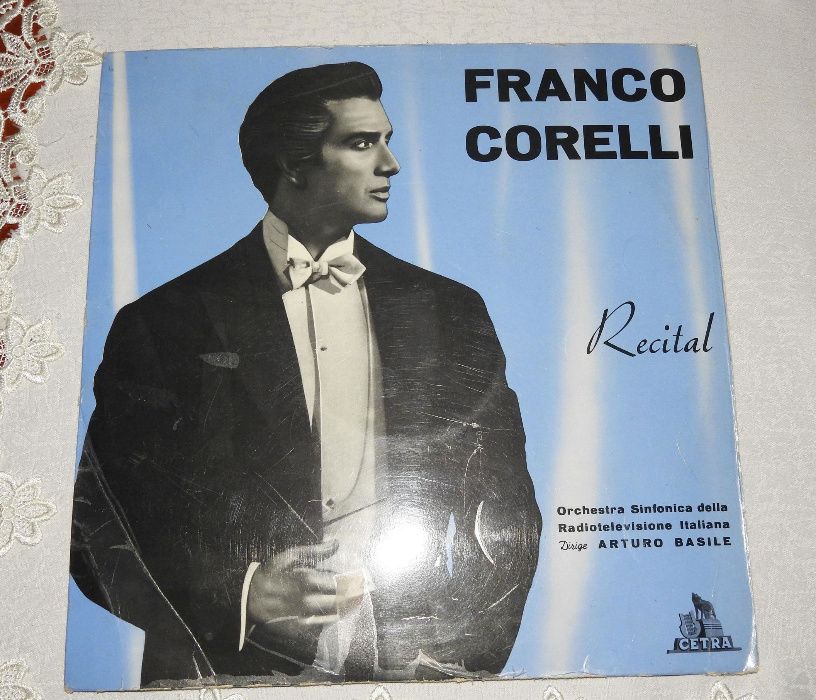 FRANCO
CORELLI
Recital
Orchestra Sinfonica della
Radiotelevisione Italiana
Dirige ARTURO BASILE
CETRA